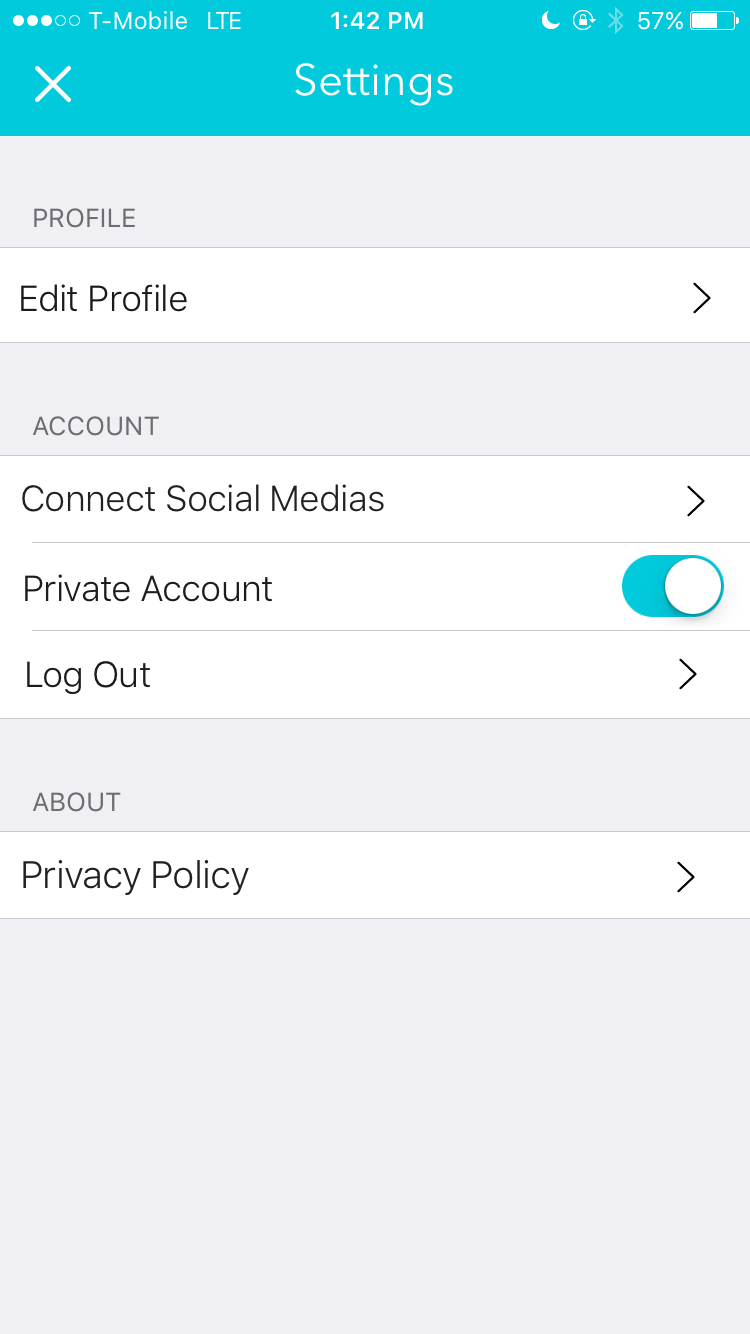 T-Mobile LTE 1:42 PM 57%
Settings
PROFILE
Edit Profile
ACCOUNT
Connect Social Medias
Private Account
Log Out
ABOUT
Privacy Policy